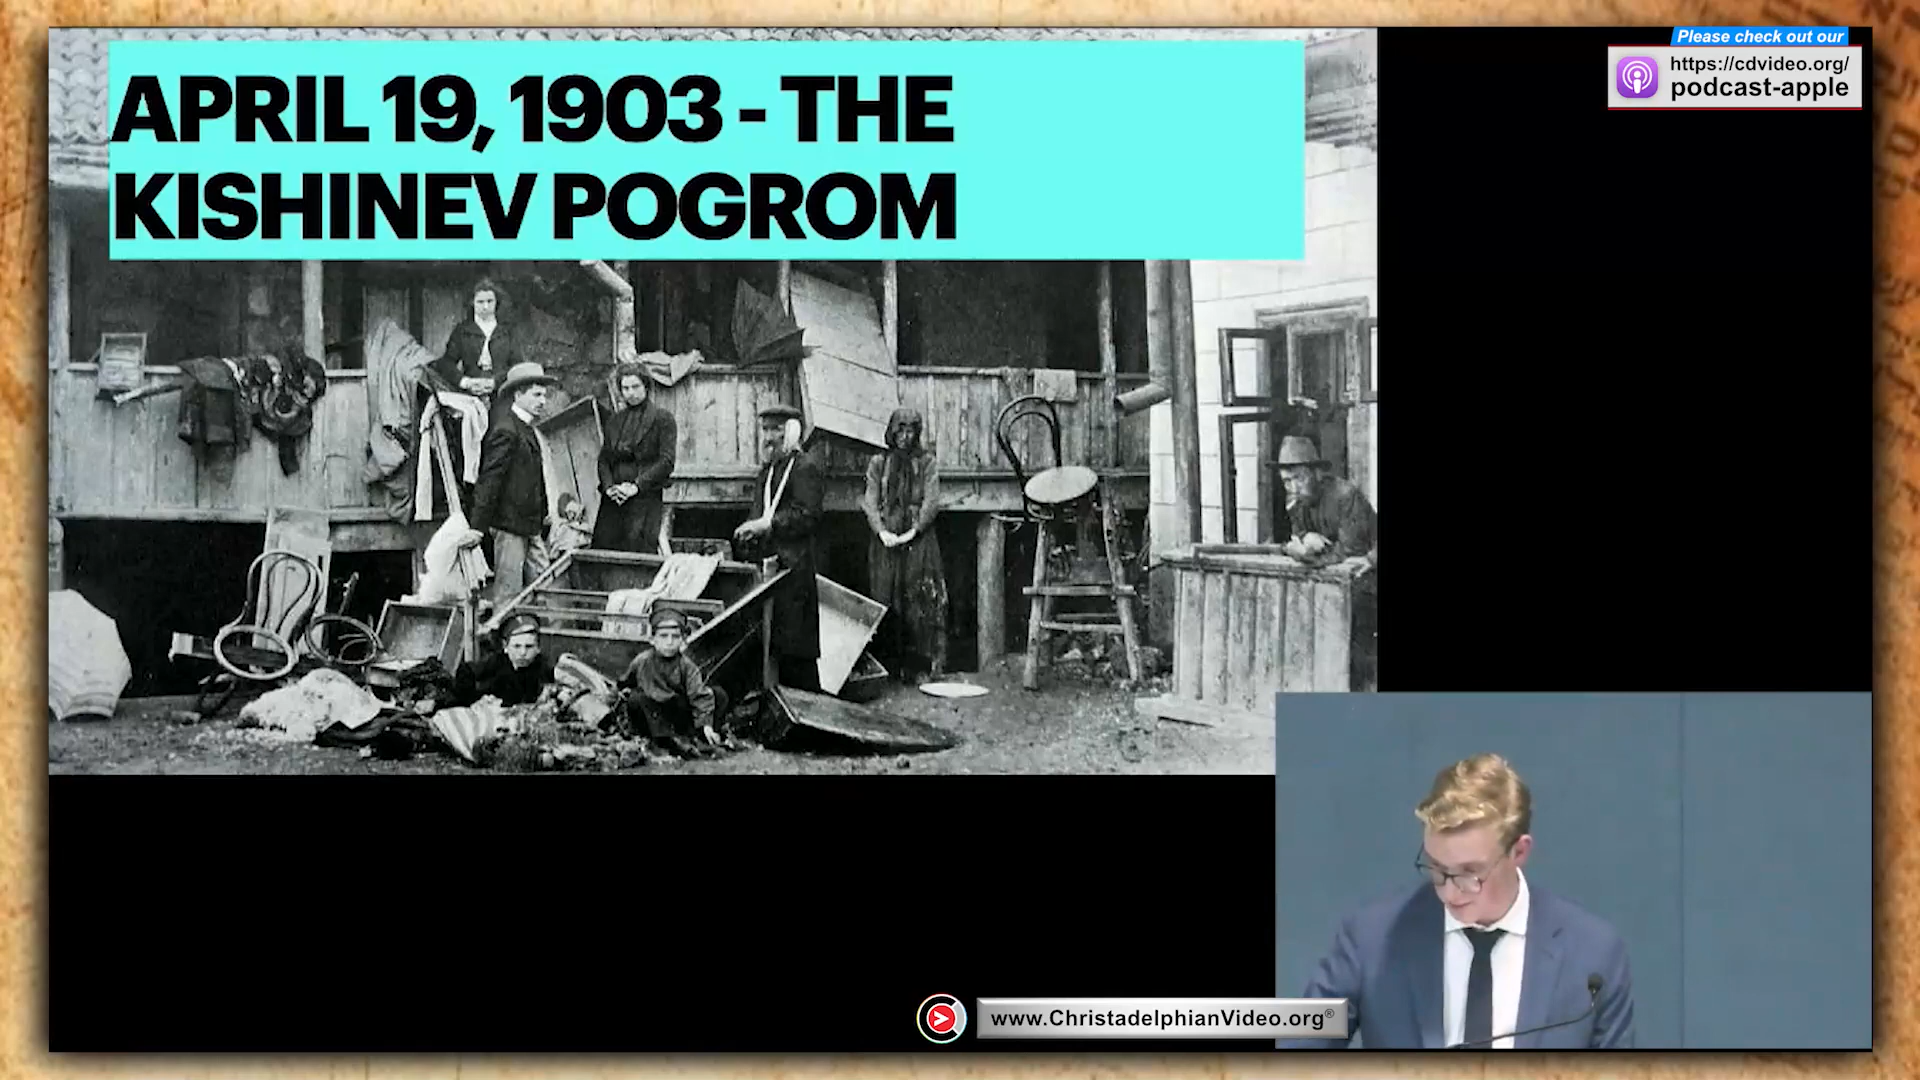 APRIL 19, 1903 - THE
KISHINEV POGROM
Please check out our
https://cdvideo.org/
podcast-apple
www.ChristadelphianVideo.org®